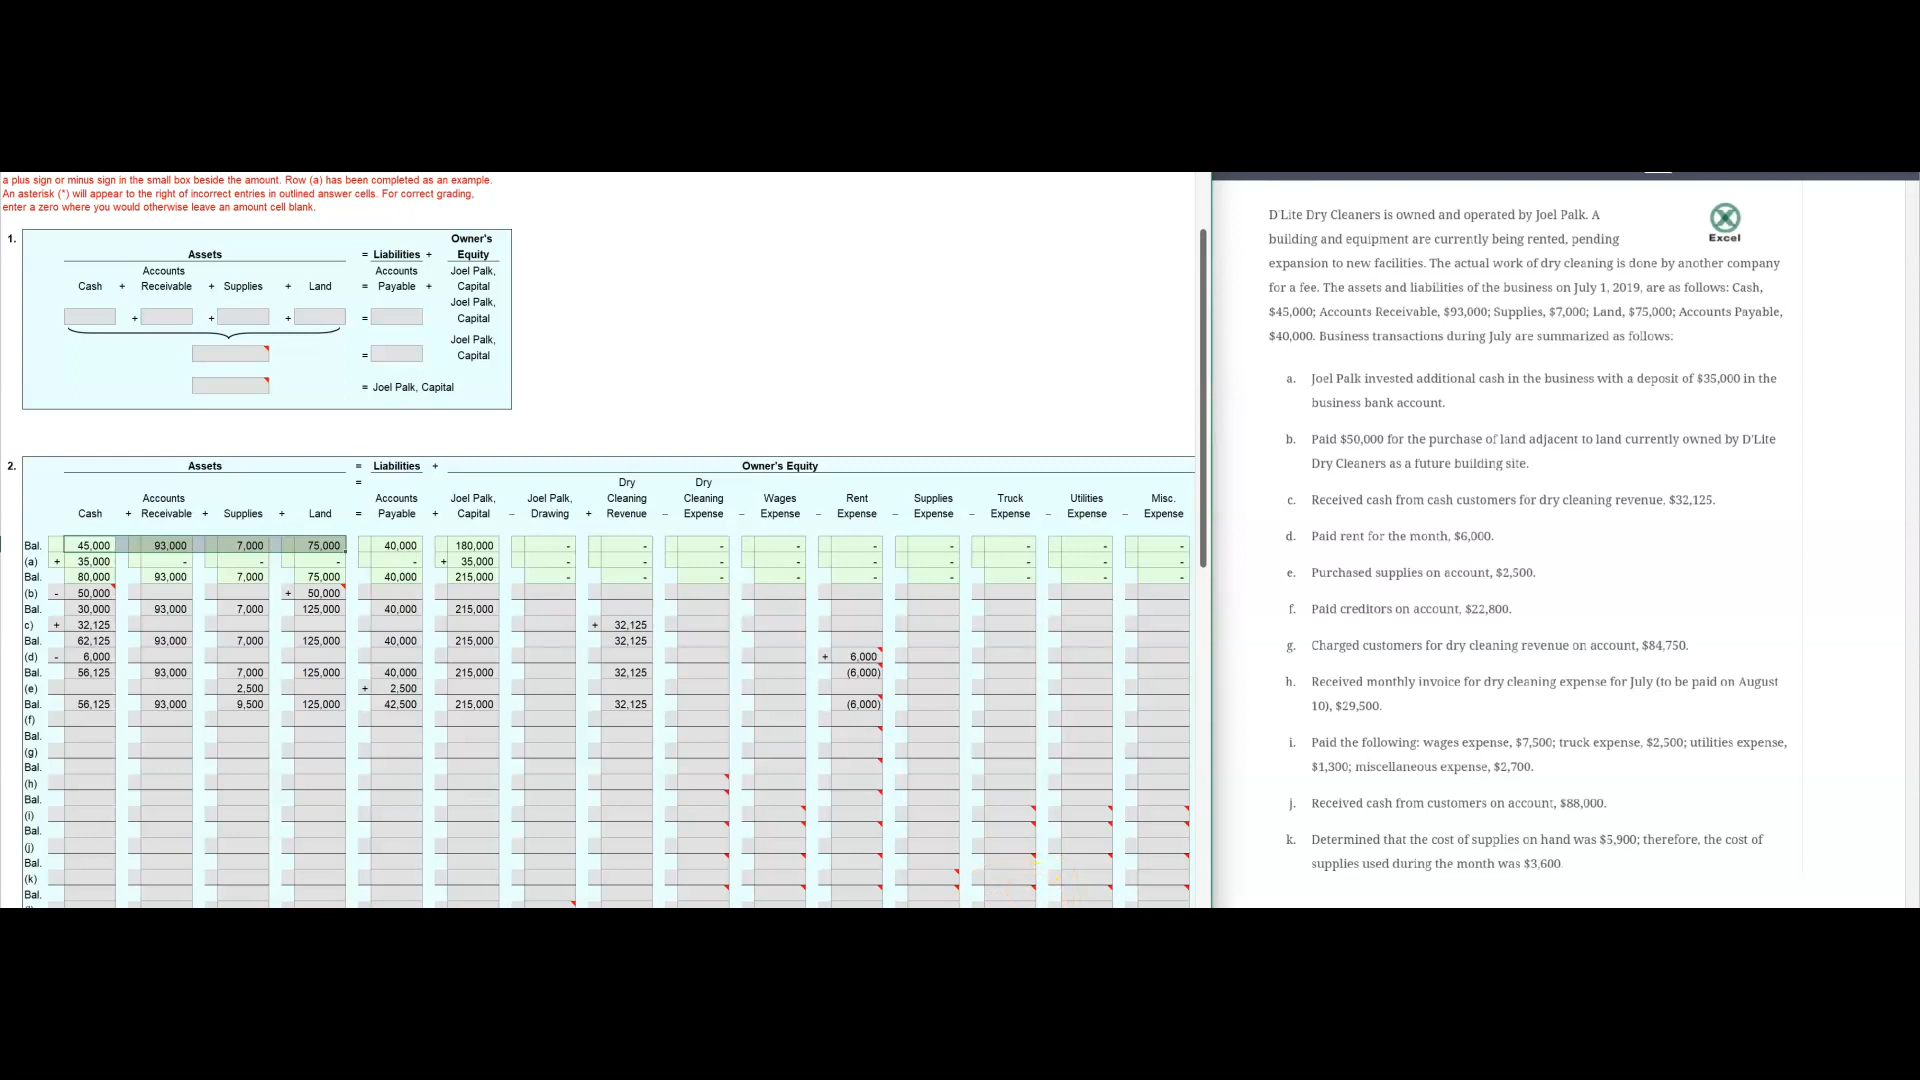 a plus sign or minus sign in the small box beside the amount. Row (a) has been completed as an example.
An asterisk (*) will appear to the right of incorrect entries in outlined answer cells. For correct grading,
enter a zero where you would otherwise leave an amount cell blank.
1.
Owner's
Assets = Liabilities + Equity
Accounts Accounts Joel Palk,
Cash + Receivable + Supplies + Land = Payable + Capital
Joel Palk,
+ + + = Capital
Joel Palk,
= Capital
= Joel Palk, Capital
2. Assets = Liabilities + Owner's Equity
= Dry Dry
Accounts Accounts Joel Palk, Joel Palk, Cleaning Cleaning Wages Rent Supplies Truck Utilities Misc.
Cash + Receivable + Supplies + Land = Payable + Capital – Drawing + Revenue – Expense – Expense – Expense – Expense – Expense – Expense – Expense
Bal. 45,000 93,000 7,000 75,000 40,000 180,000 - - - - - - - - -
(a) + 35,000 - - - - + 35,000 - - - - - - - - -
Bal. 80,000 93,000 7,000 75,000 40,000 215,000 - - - - - - - - -
(b) - 50,000 + 50,000
Bal. 30,000 93,000 7,000 125,000 40,000 215,000
c) + 32,125 + 32,125
Bal. 62,125 93,000 7,000 125,000 40,000 215,000 32,125
(d) - 6,000 + 6,000
Bal. 56,125 93,000 7,000 125,000 40,000 215,000 32,125 (6,000)
(e) 2,500 + 2,500
Bal. 56,125 93,000 9,500 125,000 42,500 215,000 32,125 (6,000)
(f)
Bal.
(g)
Bal.
(h)
Bal.
(i)
Bal.
(j)
Bal.
(k)
Bal.
D'Lite Dry Cleaners is owned and operated by Joel Palk. A
building and equipment are currently being rented, pending
Excel
expansion to new facilities. The actual work of dry cleaning is done by another company
for a fee. The assets and liabilities of the business on July 1, 2019, are as follows: Cash,
$45,000; Accounts Receivable, $93,000; Supplies, $7,000; Land, $75,000; Accounts Payable,
$40,000. Business transactions during July are summarized as follows:
a. Joel Palk invested additional cash in the business with a deposit of $35,000 in the
business bank account.
b. Paid $50,000 for the purchase of land adjacent to land currently owned by D'Lite
Dry Cleaners as a future building site.
c. Received cash from cash customers for dry cleaning revenue, $32,125.
d. Paid rent for the month, $6,000.
e. Purchased supplies on account, $2,500.
f. Paid creditors on account, $22,800.
g. Charged customers for dry cleaning revenue on account, $84,750.
h. Received monthly invoice for dry cleaning expense for July (to be paid on August
10), $29,500.
i. Paid the following: wages expense, $7,500; truck expense, $2,500; utilities expense,
$1,300; miscellaneous expense, $2,700.
j. Received cash from customers on account, $88,000.
k. Determined that the cost of supplies on hand was $5,900; therefore, the cost of
supplies used during the month was $3,600.